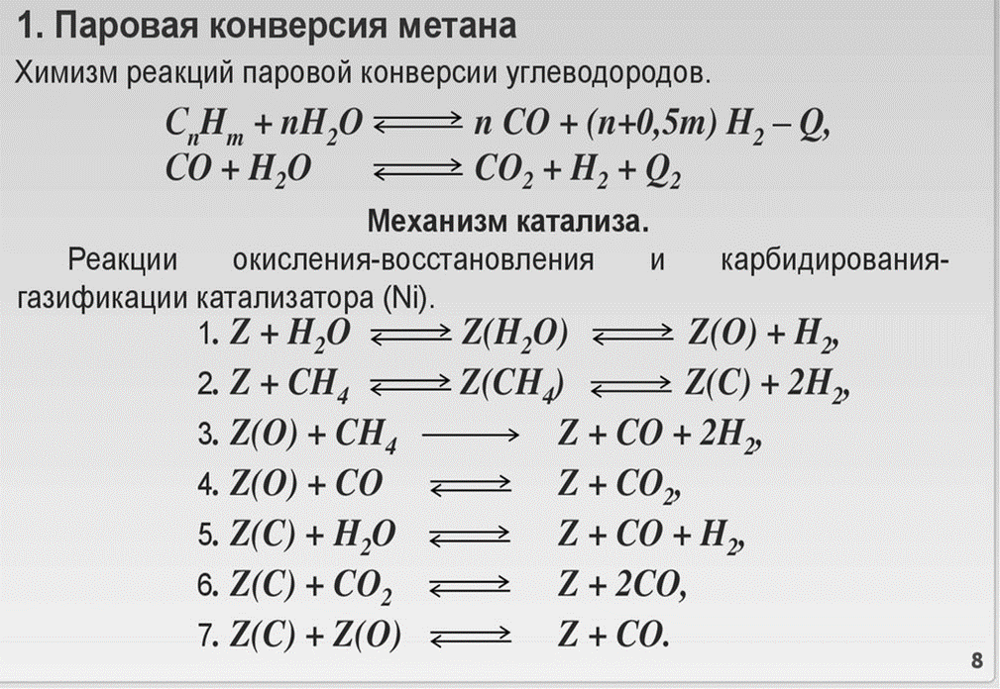 1. Паровая конверсия метана
Химизм реакций паровой конверсии углеводородов.
CₙHₘ + nH₂O ⇌ n CO + (n+0,5m) H₂ – Q,
CO + H₂O ⇌ CO₂ + H₂ + Q₂
Механизм катализа.
Реакции окисления-восстановления и карбидирования-
газификации катализатора (Ni).
1. Z + H₂O ⇌ Z(H₂O) ⇌ Z(O) + H₂,
2. Z + CH₄ ⇌ Z(CH₄) ⇌ Z(C) + 2H₂,
3. Z(O) + CH₄ → Z + CO + 2H₂,
4. Z(O) + CO ⇌ Z + CO₂,
5. Z(C) + H₂O ⇌ Z + CO + H₂,
6. Z(C) + CO₂ ⇌ Z + 2CO,
7. Z(C) + Z(O) ⇌ Z + CO.
8